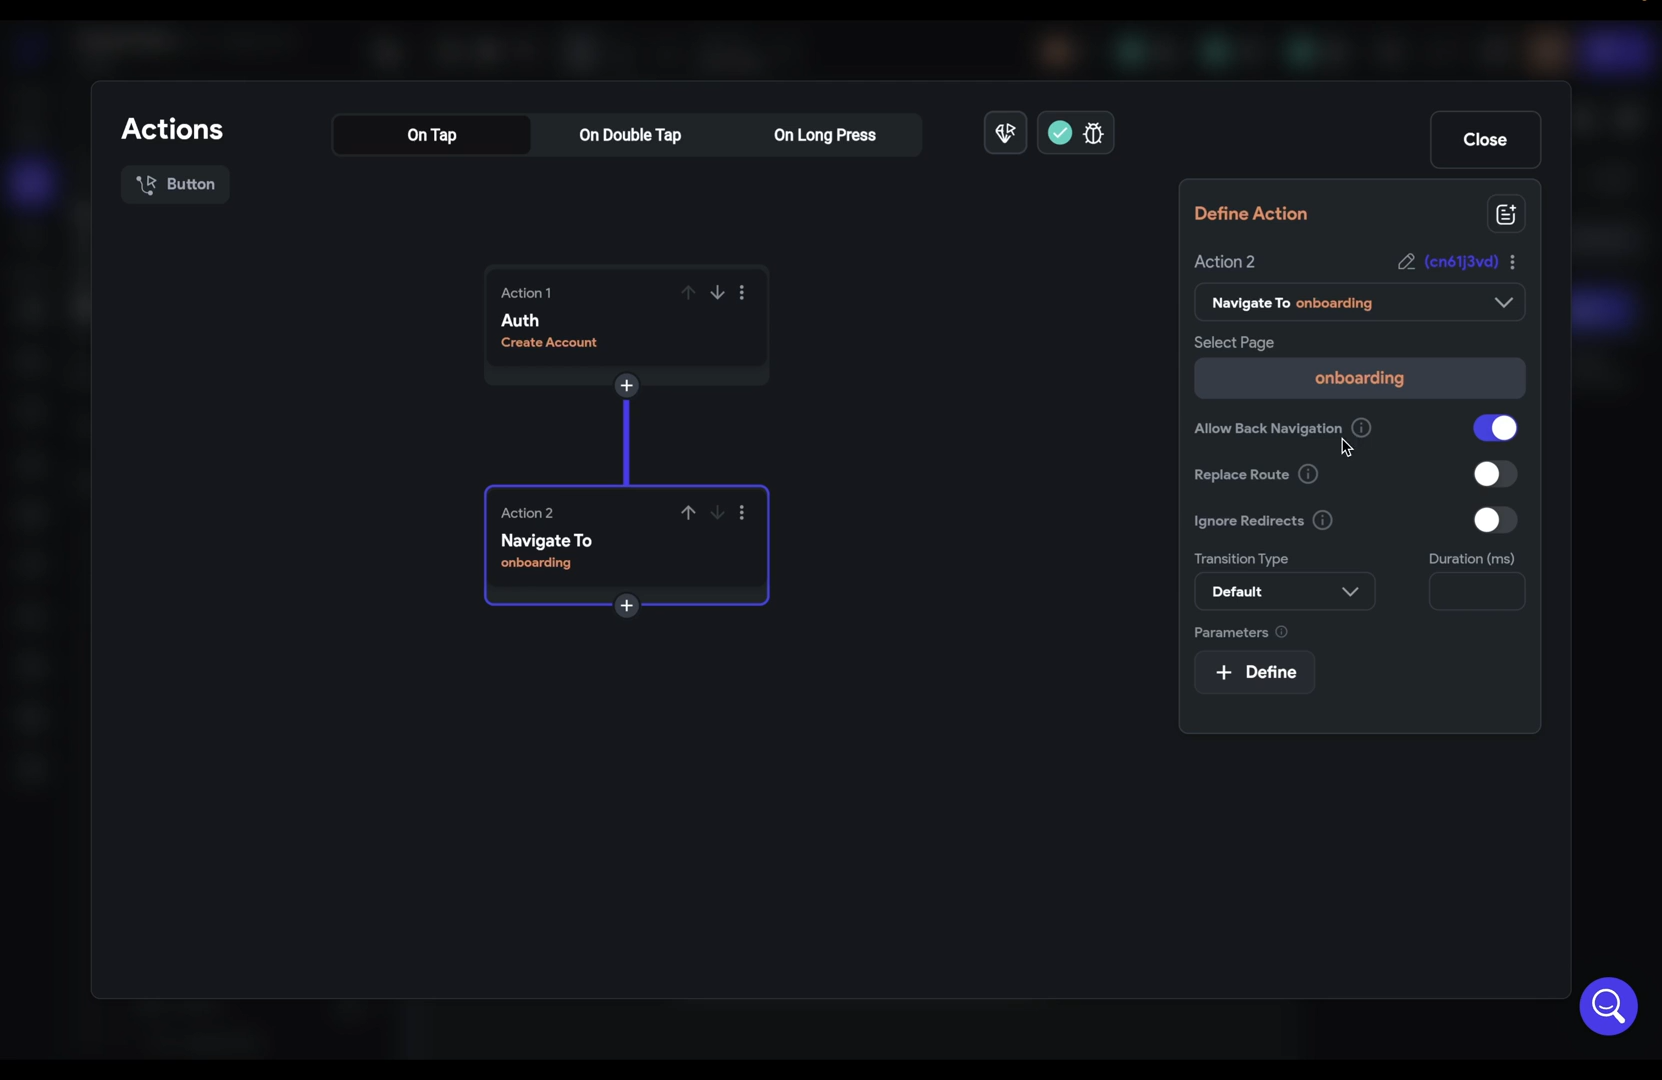 Actions
On Tap
On Double Tap
On Long Press
Close
Button
Define Action
Action 2
(cn61j3vd)
Navigate To onboarding
Select Page
onboarding
Allow Back Navigation
Replace Route
Ignore Redirects
Transition Type
Duration (ms)
Default
Parameters
+ Define
Action 1
Auth
Create Account
+
Action 2
Navigate To
onboarding
+